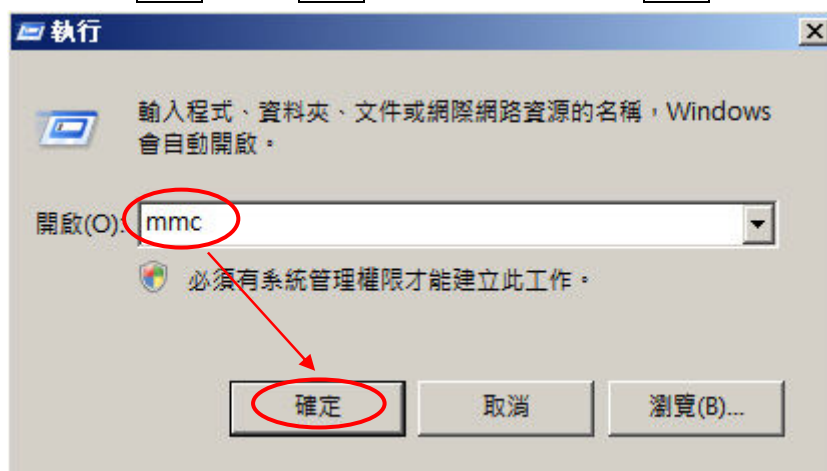 執行
輸入程式、資料夾、文件或網際網路資源的名稱，Windows
會自動開啟。
開啟(O): mmc
必須有系統管理權限才能建立此工作。
確定 取消 瀏覽(B)...